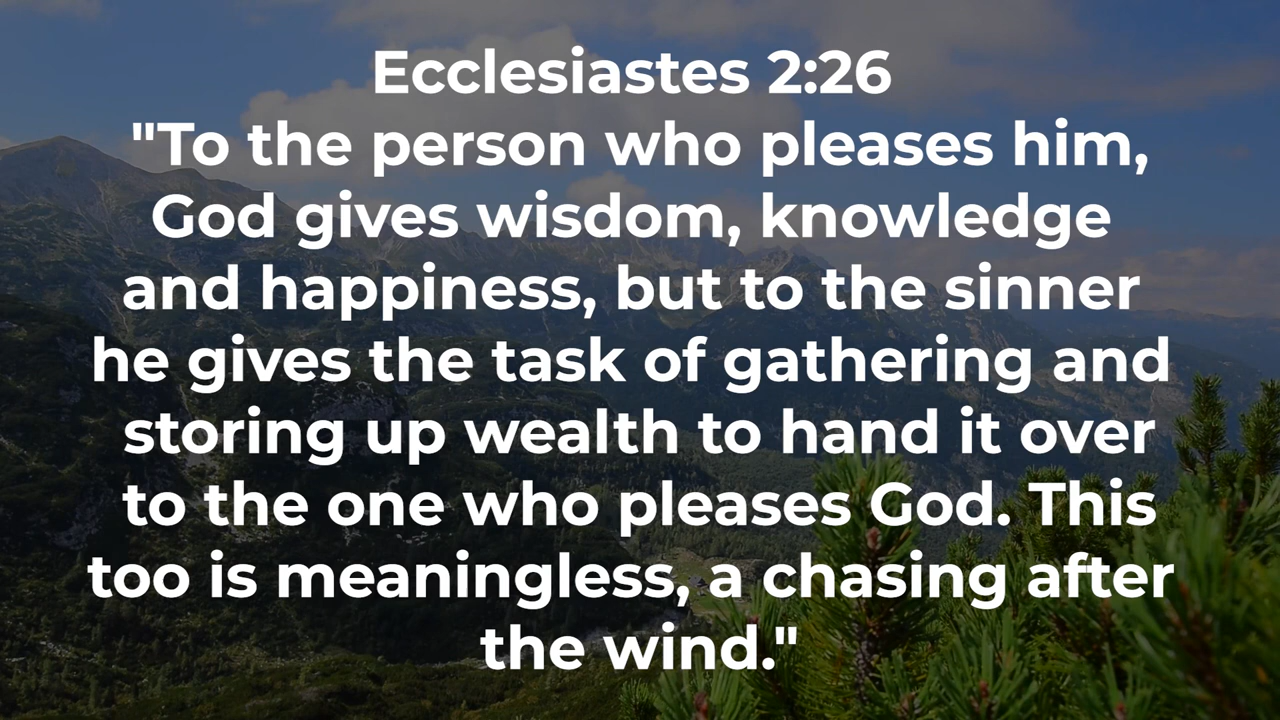 Ecclesiastes 2:26
"To the person who pleases him,
God gives wisdom, knowledge
and happiness, but to the sinner
he gives the task of gathering and
storing up wealth to hand it over
to the one who pleases God. This
too is meaningless, a chasing after
the wind."